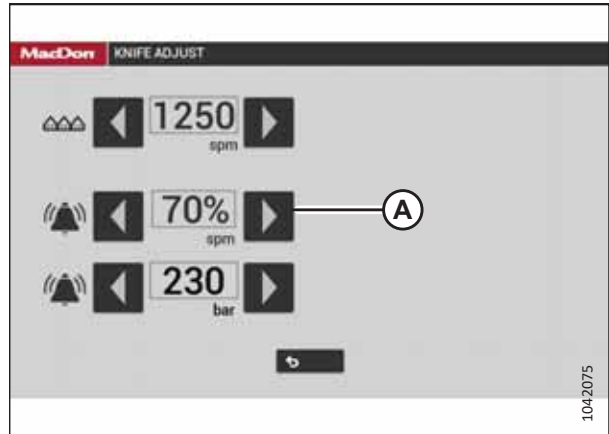 MacDon KNIFE ADJUST
1250
spm
70%
spm
A
230
bar
1042075